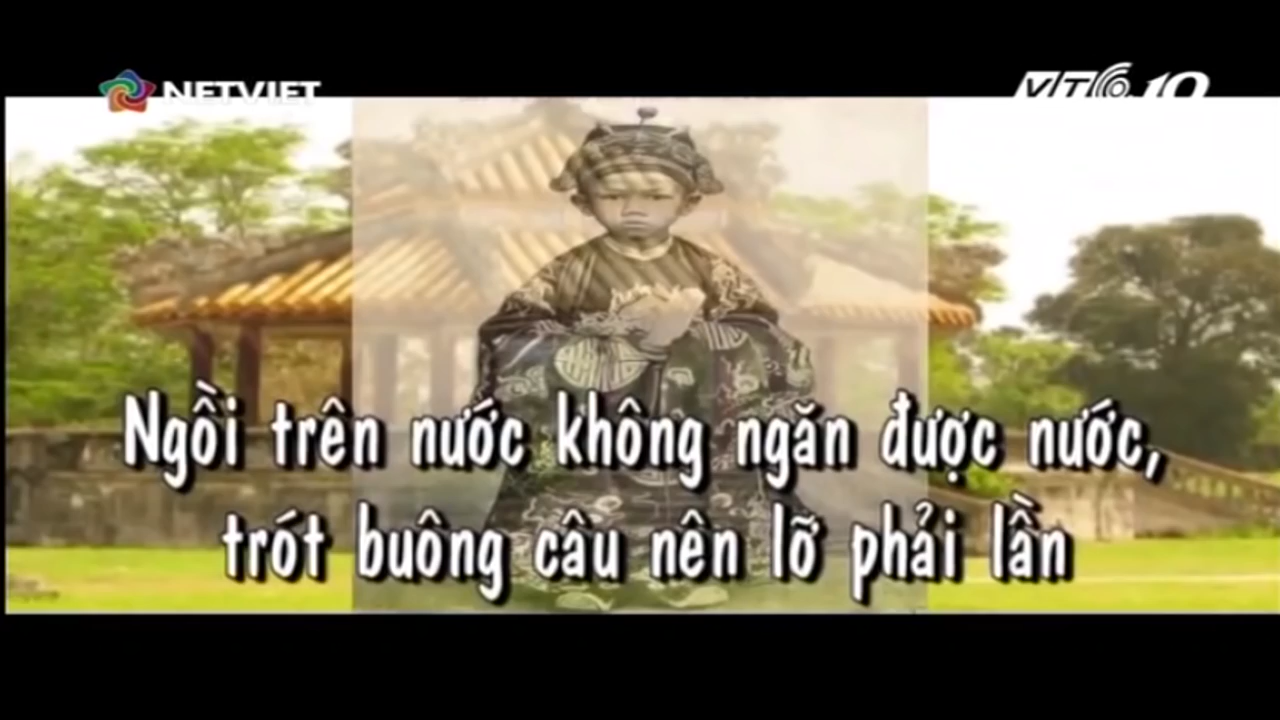 NETVIET
VTC10
Ngồi trên nước không ngăn được nước,
trót buông câu nên lỡ phải lần